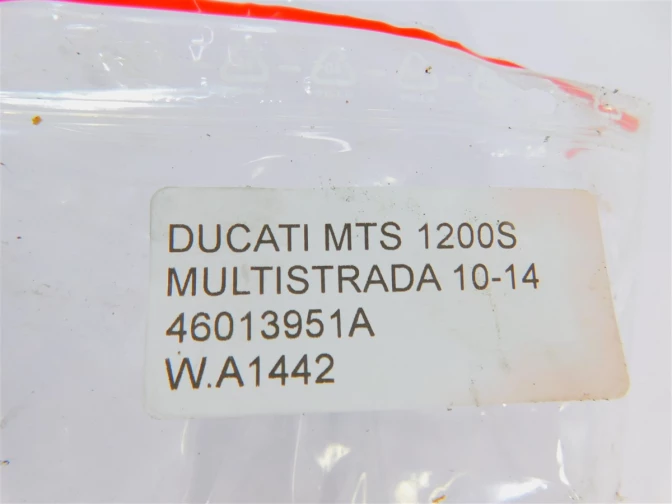 DUCATI MTS 1200S
MULTISTRADA 10-14
46013951A
W.A1442